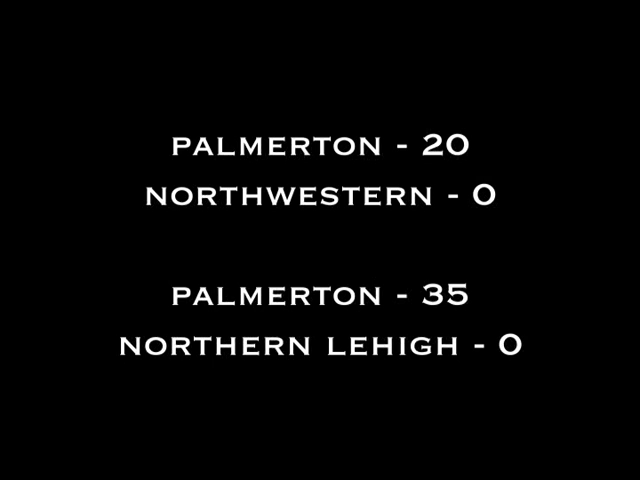 PALMERTON - 20
NORTHWESTERN - 0
PALMERTON - 35
NORTHERN LEHIGH - 0